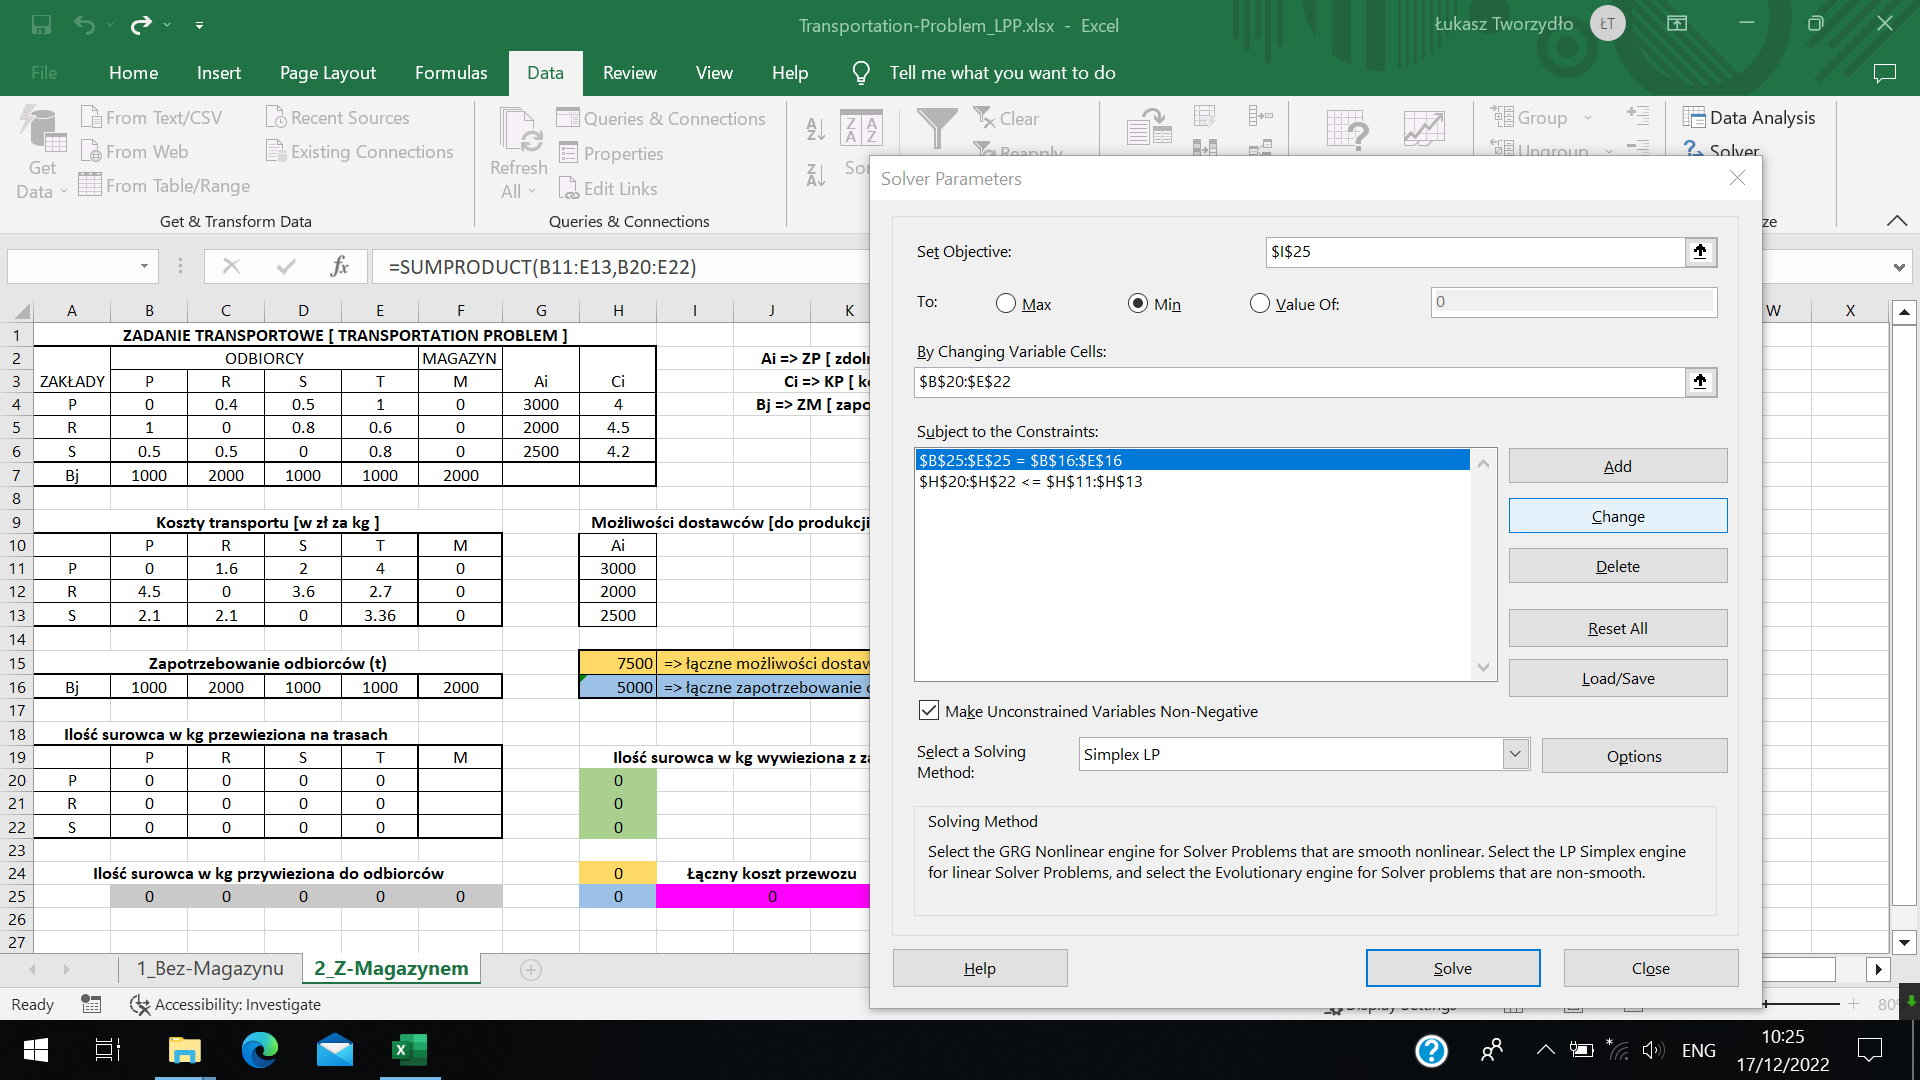 Transportation-Problem_LPP.xlsx - Excel
Łukasz Tworzydło ŁT
File Home Insert Page Layout Formulas Data Review View Help Tell me what you want to do
Get Data
From Text/CSV
From Web
From Table/Range
Recent Sources
Existing Connections
Get & Transform Data
Refresh All
Queries & Connections
Properties
Edit Links
Queries & Connections
Clear
Reapply
Group
Ungroup
Data Analysis
Solver
fx =SUMPRODUCT(B11:E13,B20:E22)
A B C D E F G H I J K W X
1 ZADANIE TRANSPORTOWE [ TRANSPORTATION PROBLEM ]
2 ODBIORCY MAGAZYN Ai => ZP [ zdoln
3 ZAKŁADY P R S T M Ai Ci Ci => KP [ k
4 P 0 0.4 0.5 1 0 3000 4 Bj => ZM [ zapo
5 R 1 0 0.8 0.6 0 2000 4.5
6 S 0.5 0.5 0 0.8 0 2500 4.2
7 Bj 1000 2000 1000 1000 2000
8
9 Koszty transportu [w zł za kg ] Możliwości dostawców [do produkcji
10 P R S T M Ai
11 P 0 1.6 2 4 0 3000
12 R 4.5 0 3.6 2.7 0 2000
13 S 2.1 2.1 0 3.36 0 2500
14
15 Zapotrzebowanie odbiorców (t) 7500 => łączne możliwości dostaw
16 Bj 1000 2000 1000 1000 2000 5000 => łączne zapotrzebowanie
17
18 Ilość surowca w kg przewieziona na trasach
19 P R S T M Ilość surowca w kg wywieziona z za
20 P 0 0 0 0 0
21 R 0 0 0 0 0
22 S 0 0 0 0 0
23
24 Ilość surowca w kg przywieziona do odbiorców 0 Łączny koszt przewozu
25 0 0 0 0 0 0 0
26
27
Solver Parameters
Set Objective: $I$25
To: Max Min Value Of: 0
By Changing Variable Cells:
$B$20:$E$22
Subject to the Constraints:
$B$25:$E$25 = $B$16:$E$16
$H$20:$H$22 <= $H$11:$H$13
Add
Change
Delete
Reset All
Load/Save
Make Unconstrained Variables Non-Negative
Select a Solving Method: Simplex LP Options
Solving Method
Select the GRG Nonlinear engine for Solver Problems that are smooth nonlinear. Select the LP Simplex engine
for linear Solver Problems, and select the Evolutionary engine for Solver problems that are non-smooth.
Help Solve Close
1_Bez-Magazynu 2_Z-Magazynem
Ready Accessibility: Investigate Display Settings 80%
ENG
10:25
17/12/2022